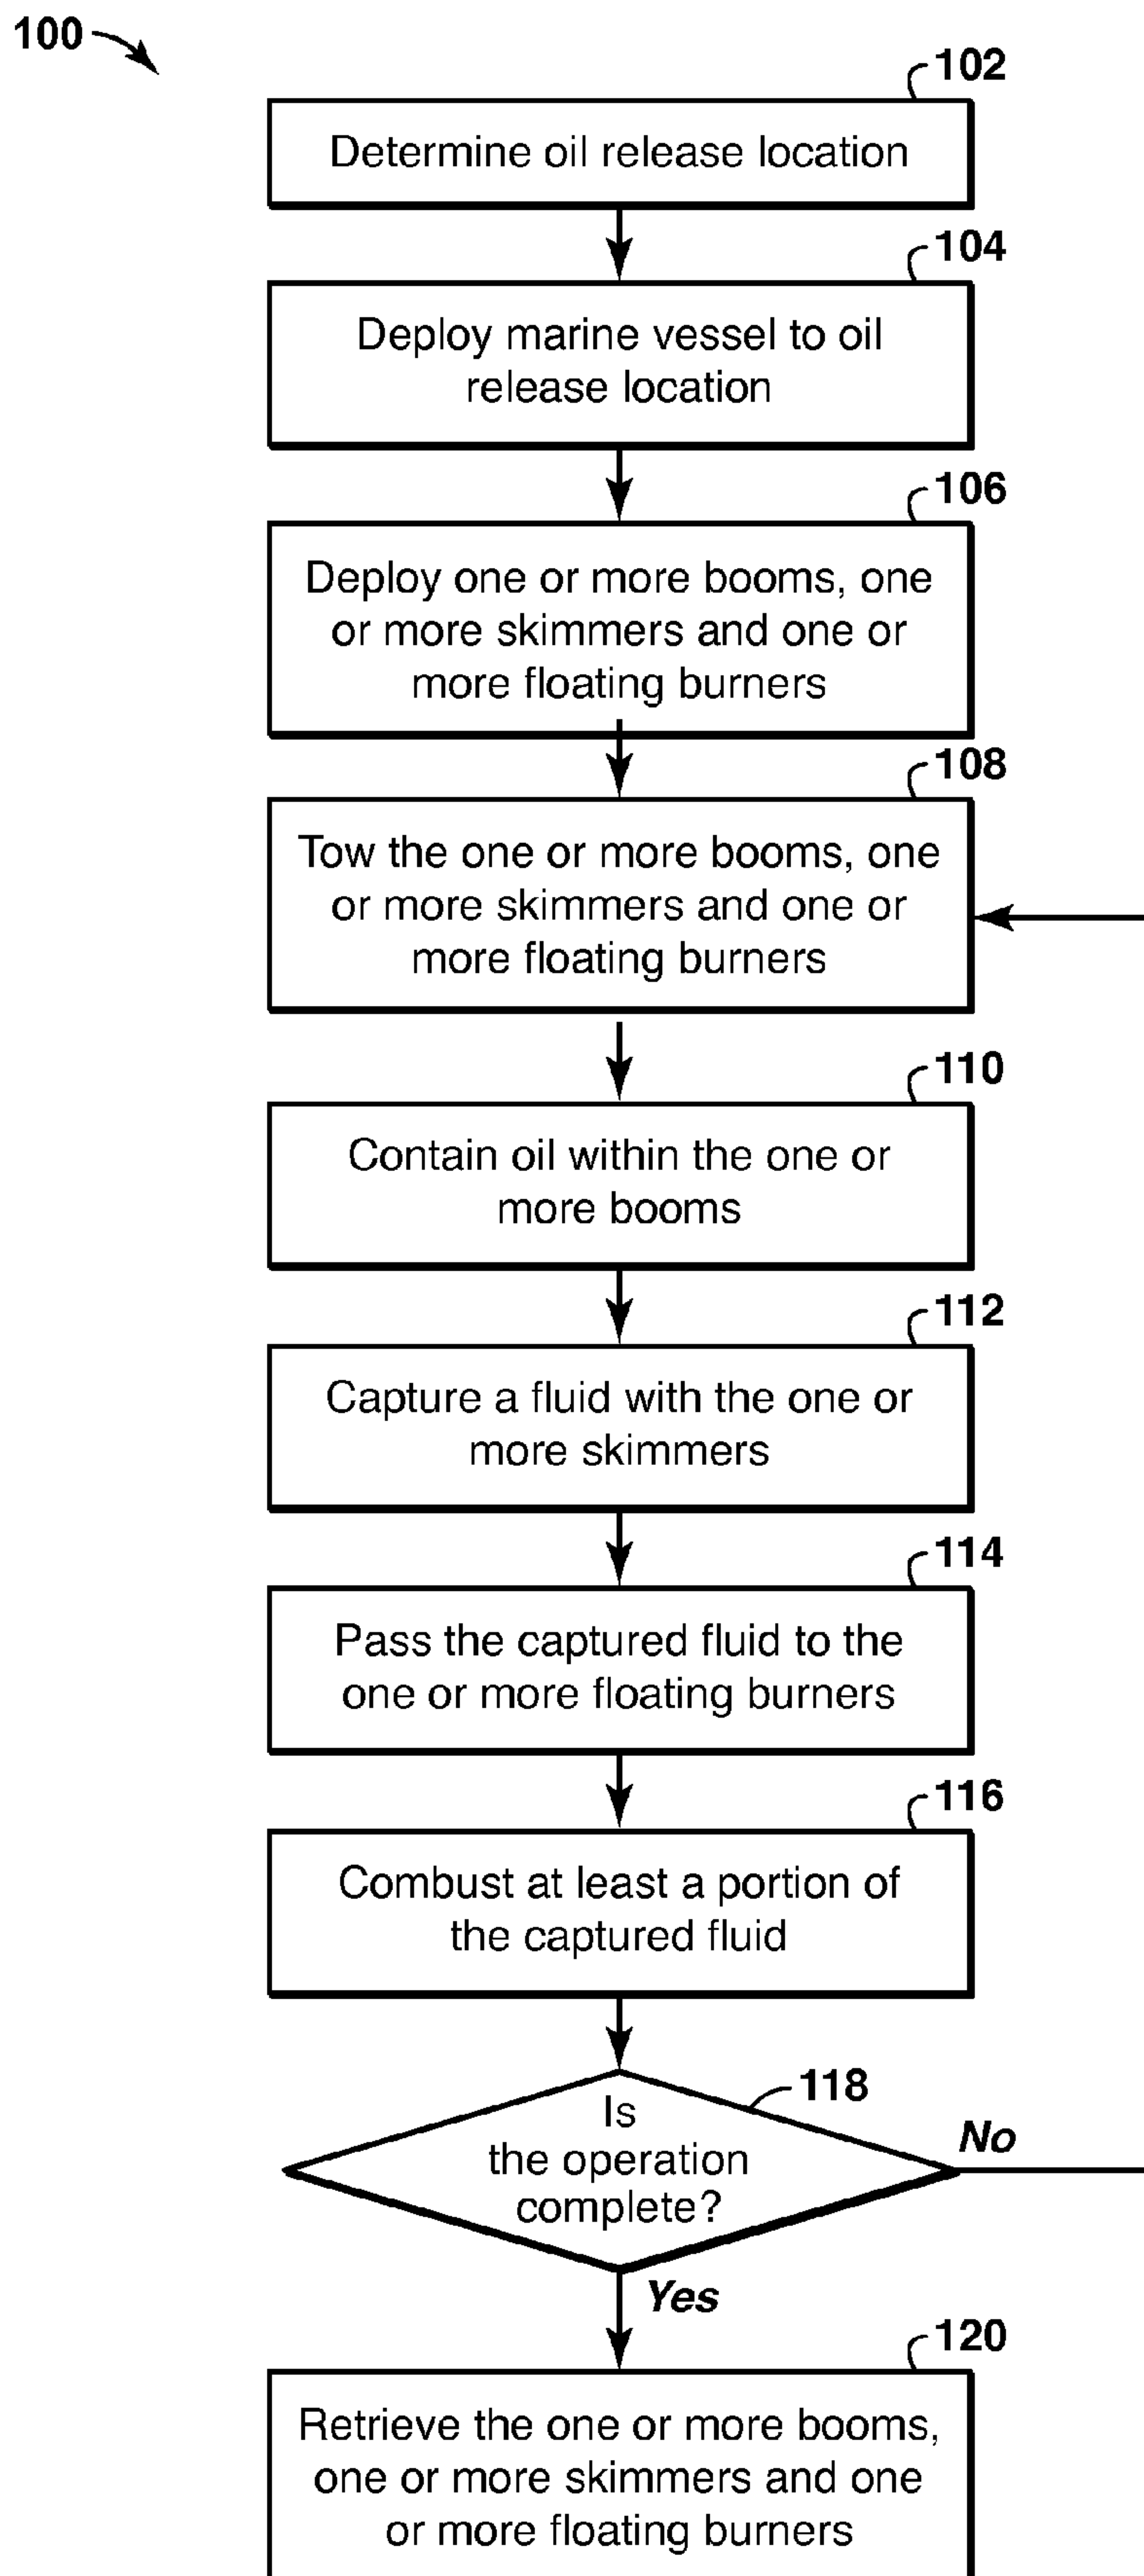 100
102
Determine oil release location
104
Deploy marine vessel to oil
release location
106
Deploy one or more booms, one
or more skimmers and one or
more floating burners
108
Tow the one or more booms, one
or more skimmers and one or
more floating burners
110
Contain oil within the one or
more booms
112
Capture a fluid with the one or
more skimmers
114
Pass the captured fluid to the
one or more floating burners
116
Combust at least a portion of
the captured fluid
118
Is
the operation
complete?
No
Yes
120
Retrieve the one or more booms,
one or more skimmers and one
or more floating burners